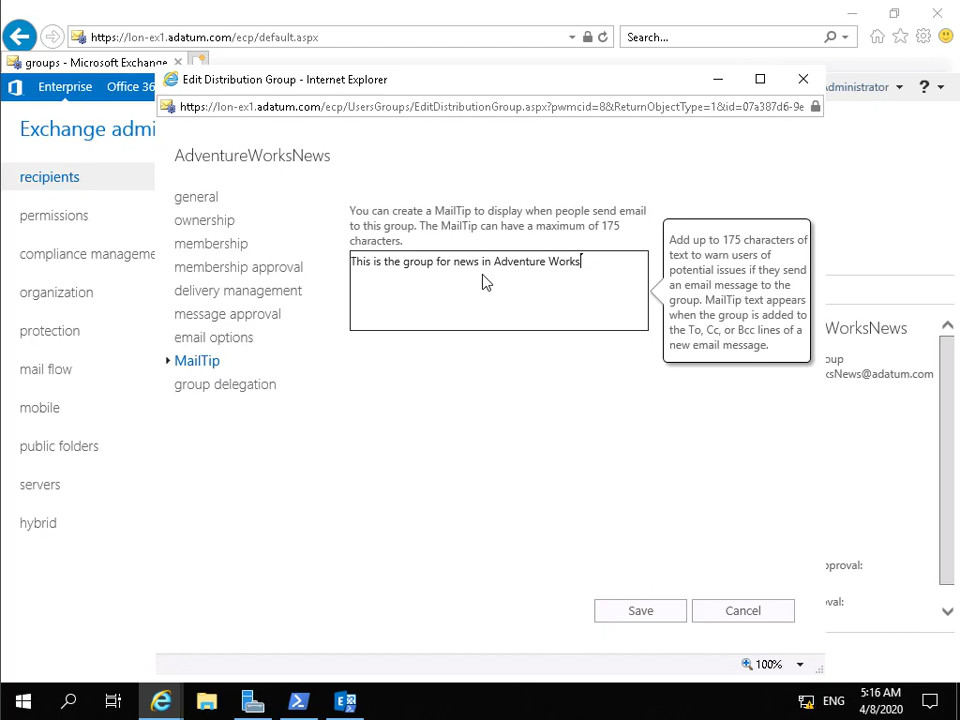 https://lon-ex1.adatum.com/ecp/default.aspx
Search...
groups - Microsoft Exchange
Edit Distribution Group - Internet Explorer
Enterprise
Office 36
Administrator
?
https://lon-ex1.adatum.com/ecp/UsersGroups/EditDistributionGroup.aspx?pwmcid=8&ReturnObjectType=1&id=07a387d6-9e
Exchange admi
AdventureWorksNews
recipients
permissions
compliance manageme
organization
protection
mail flow
mobile
public folders
servers
hybrid
general
ownership
membership
membership approval
delivery management
message approval
email options
MailTip
group delegation
You can create a MailTip to display when people send email
to this group. The MailTip can have a maximum of 175
characters.
This is the group for news in Adventure Works
Add up to 175 characters of
text to warn users of
potential issues if they send
an email message to the
group. MailTip text appears
when the group is added to
the To, Cc, or Bcc lines of a
new email message.
WorksNews
oup
ksNews@adatum.com
pproval:
val:
Save
Cancel
100%
ENG
5:16 AM
4/8/2020